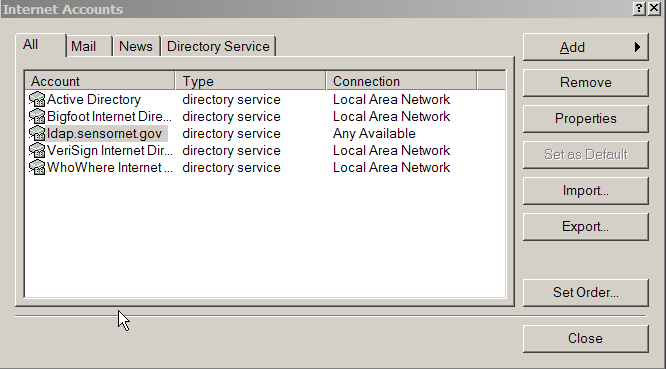 Internet Accounts
All Mail News Directory Service
Account Type Connection
Active Directory directory service Local Area Network
Bigfoot Internet Dire... directory service Local Area Network
ldap.sensornet.gov directory service Any Available
VeriSign Internet Dir... directory service Local Area Network
WhoWhere Internet ... directory service Local Area Network
Add
Remove
Properties
Set as Default
Import...
Export...
Set Order...
Close